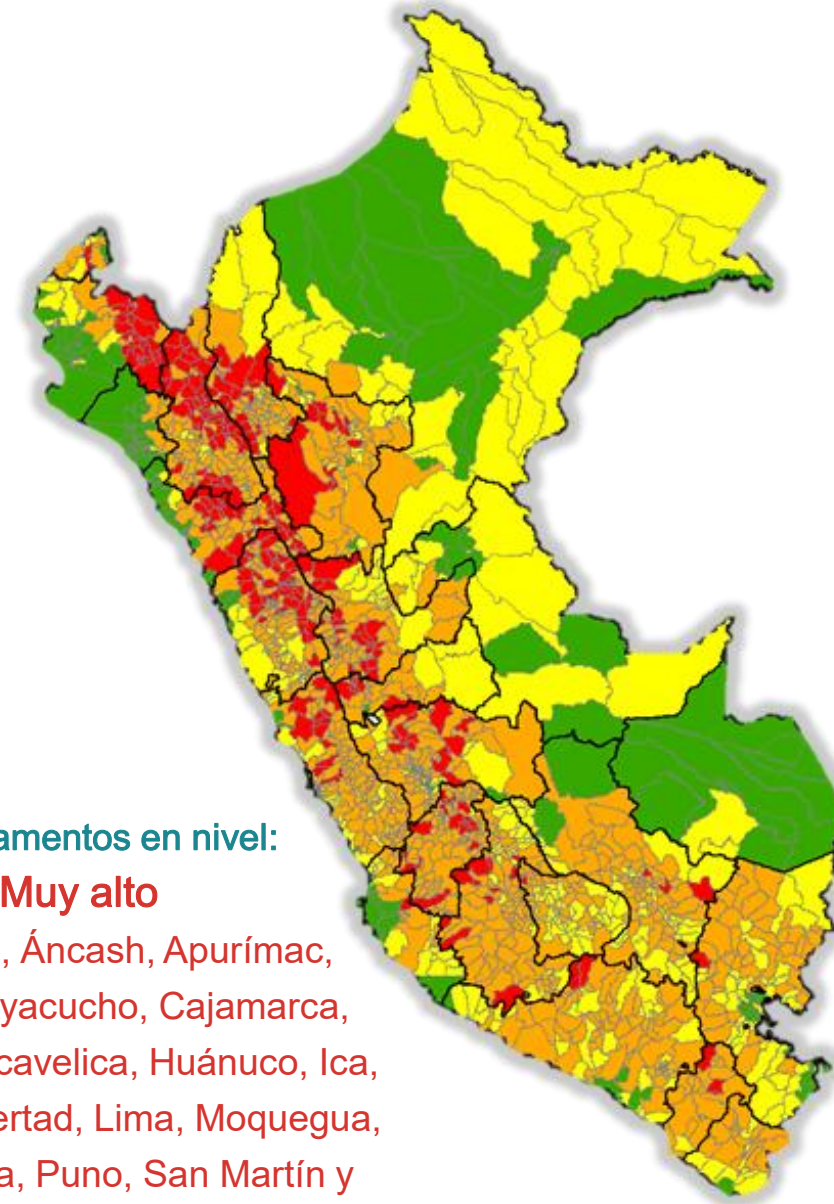 amentos en nivel:
Muy alto
, Áncash, Apurímac,
yacucho, Cajamarca,
cavelica, Huánuco, Ica,
ertad, Lima, Moquegua,
a, Puno, San Martín y